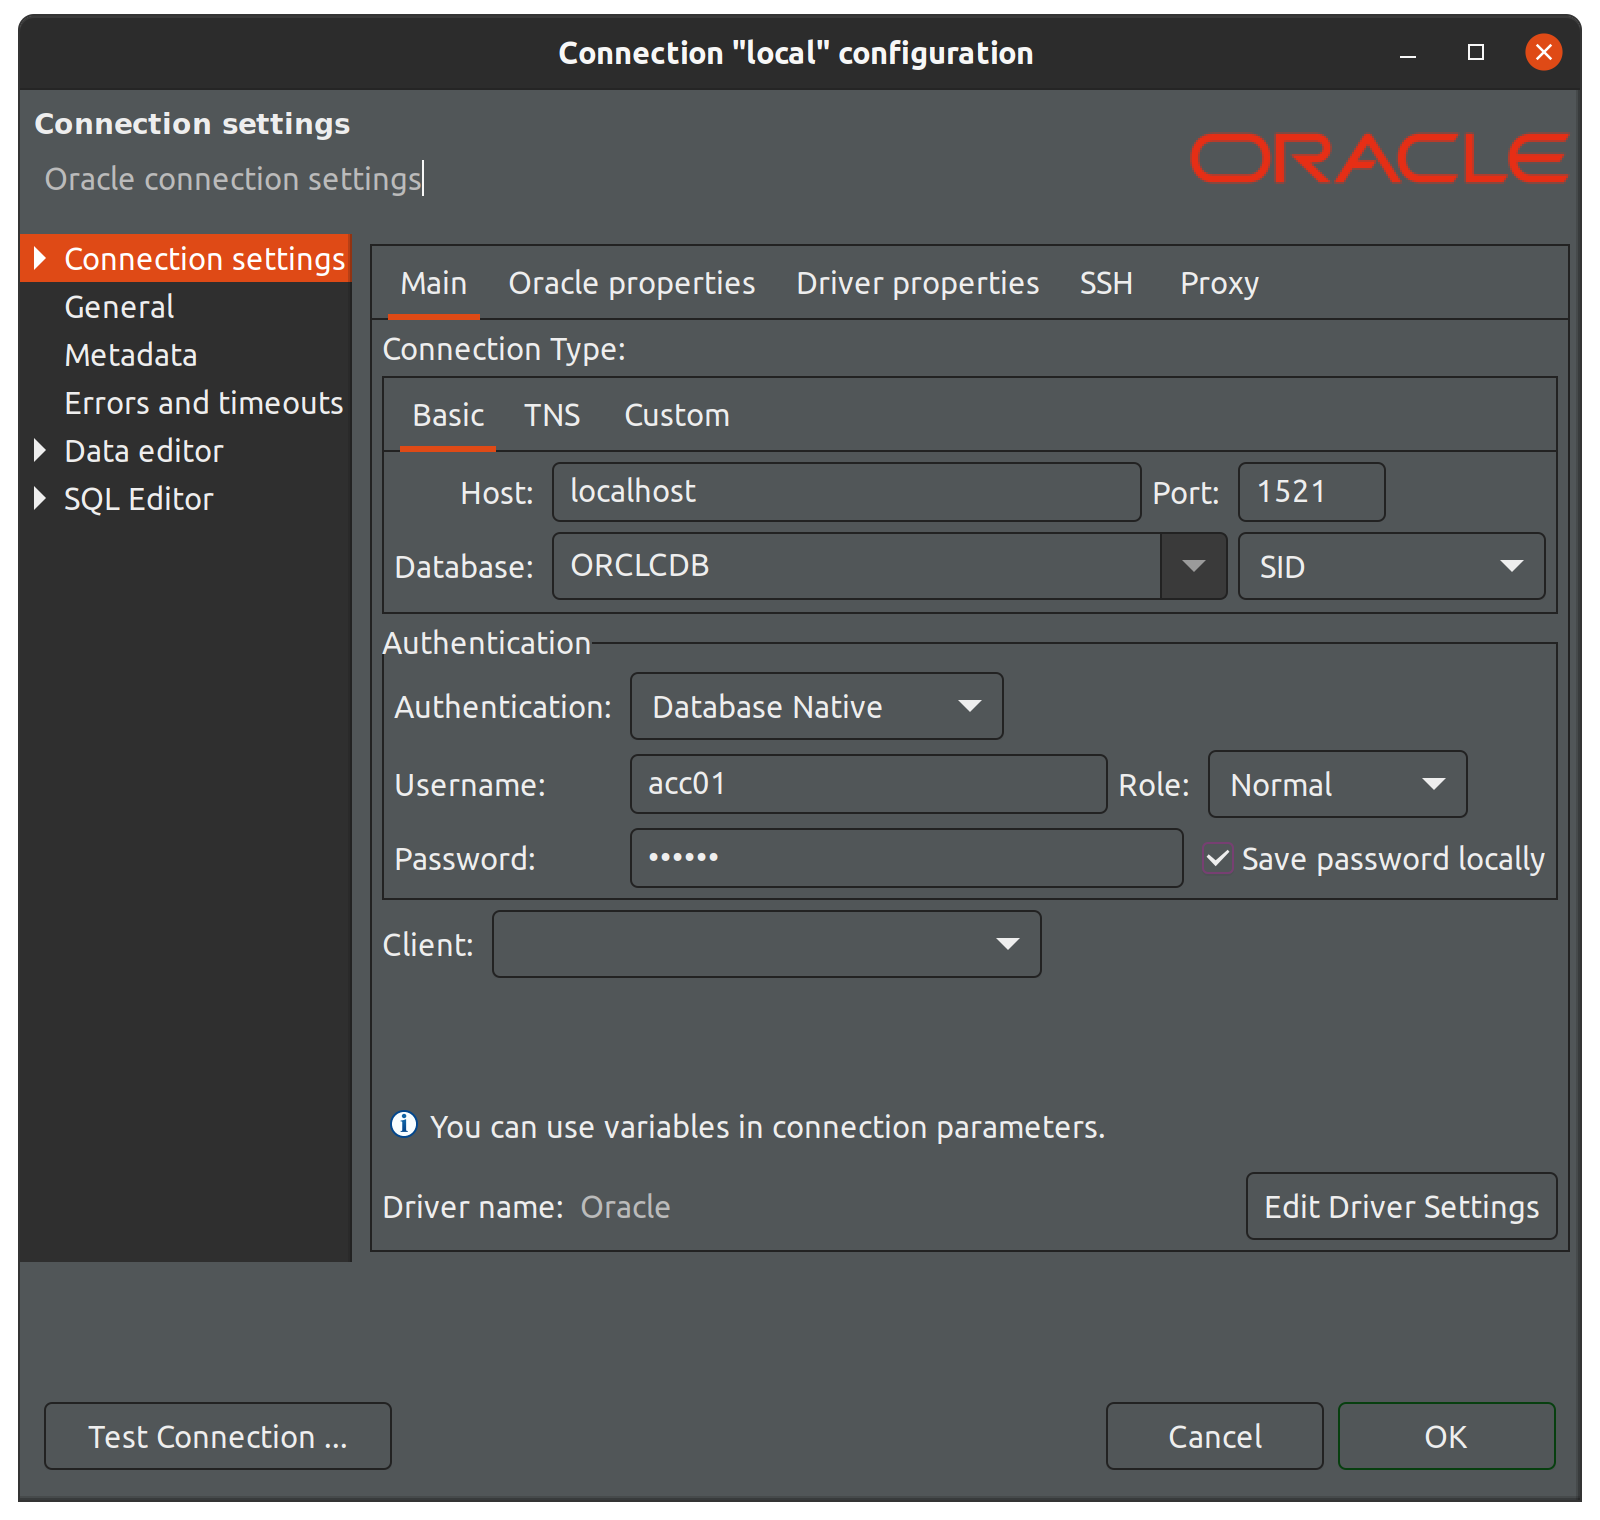 Connection "local" configuration
Connection settings
Oracle connection settings
ORACLE
Connection settings
General
Metadata
Errors and timeouts
Data editor
SQL Editor
Main Oracle properties Driver properties SSH Proxy
Connection Type:
Basic TNS Custom
Host: localhost Port: 1521
Database: ORCLCDB SID
Authentication
Authentication: Database Native
Username: acc01 Role: Normal
Password: •••••• Save password locally
Client:
You can use variables in connection parameters.
Driver name: Oracle Edit Driver Settings
Test Connection ... Cancel OK